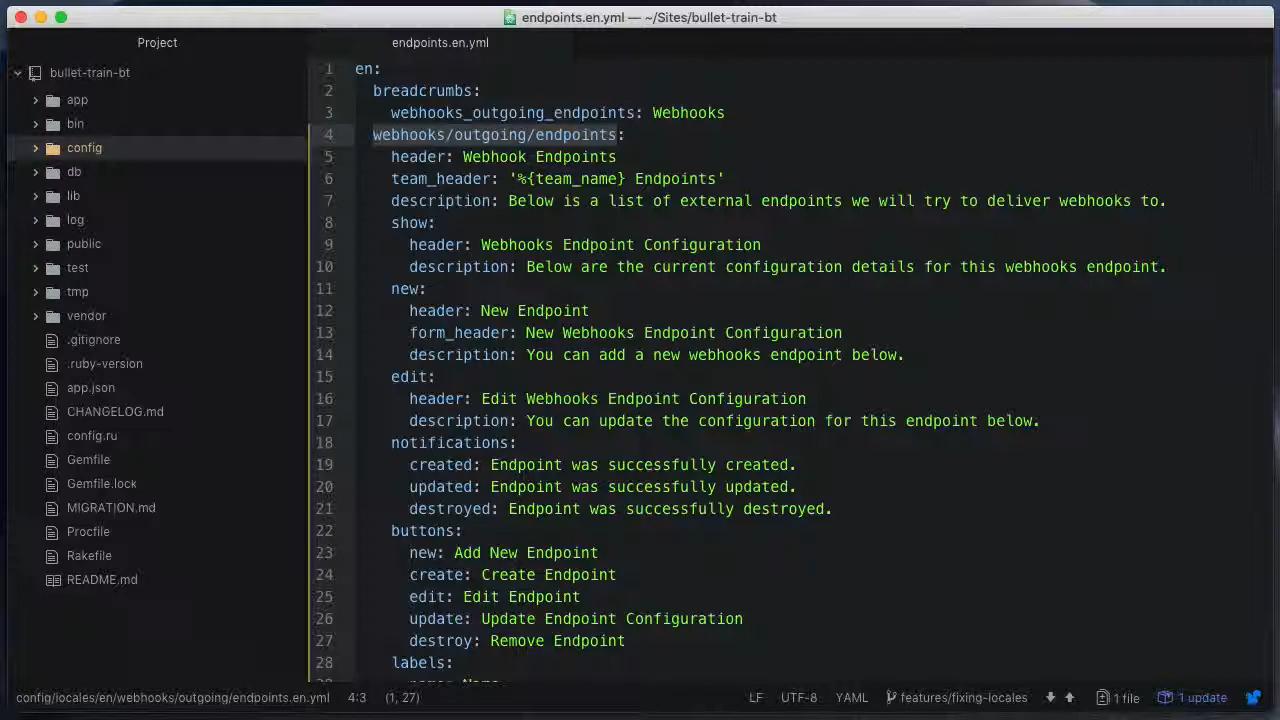 endpoints.en.yml — ~/Sites/bullet-train-bt
Project
endpoints.en.yml
bullet-train-bt
app
bin
config
db
lib
log
public
test
tmp
vendor
.gitignore
.ruby-version
app.json
CHANGELOG.md
config.ru
Gemfile
Gemfile.lock
MIGRATION.md
Procfile
Rakefile
README.md
1 en:
2 breadcrumbs:
3 webhooks_outgoing_endpoints: Webhooks
4 webhooks/outgoing/endpoints:
5 header: Webhook Endpoints
6 team_header: '%{team_name} Endpoints'
7 description: Below is a list of external endpoints we will try to deliver webhooks to.
8 show:
9 header: Webhooks Endpoint Configuration
10 description: Below are the current configuration details for this webhooks endpoint.
11 new:
12 header: New Endpoint
13 form_header: New Webhooks Endpoint Configuration
14 description: You can add a new webhooks endpoint below.
15 edit:
16 header: Edit Webhooks Endpoint Configuration
17 description: You can update the configuration for this endpoint below.
18 notifications:
19 created: Endpoint was successfully created.
20 updated: Endpoint was successfully updated.
21 destroyed: Endpoint was successfully destroyed.
22 buttons:
23 new: Add New Endpoint
24 create: Create Endpoint
25 edit: Edit Endpoint
26 update: Update Endpoint Configuration
27 destroy: Remove Endpoint
28 labels:
config/locales/en/webhooks/outgoing/endpoints.en.yml 4:3 (1, 27) LF UTF-8 YAML features/fixing-locales 1 file 1 update